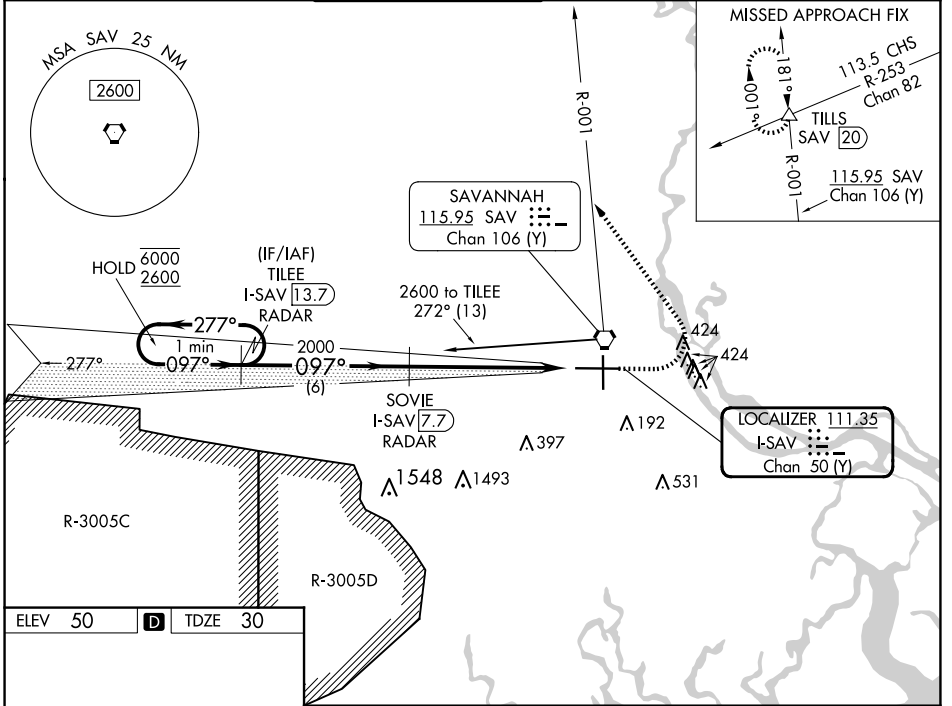 MSA SAV 25 NM
2600
R-001
MISSED APPROACH FIX
181°
001°
113.5 CHS
R-253
Chan 82
TILLS
SAV 20
R-001
115.95 SAV
Chan 106 (Y)
SAVANNAH
115.95 SAV
Chan 106 (Y)
HOLD 6000
2600
(IF/IAF)
TILEE
I-SAV 13.7
RADAR
2600 to TILEE
272° (13)
277°
1 min
097°
277°
2000
097°
(6)
SOVIE
I-SAV 7.7
RADAR
424
424
LOCALIZER 111.35
I-SAV
Chan 50 (Y)
192
397
1548
1493
531
R-3005C
R-3005D
ELEV 50 D TDZE 30